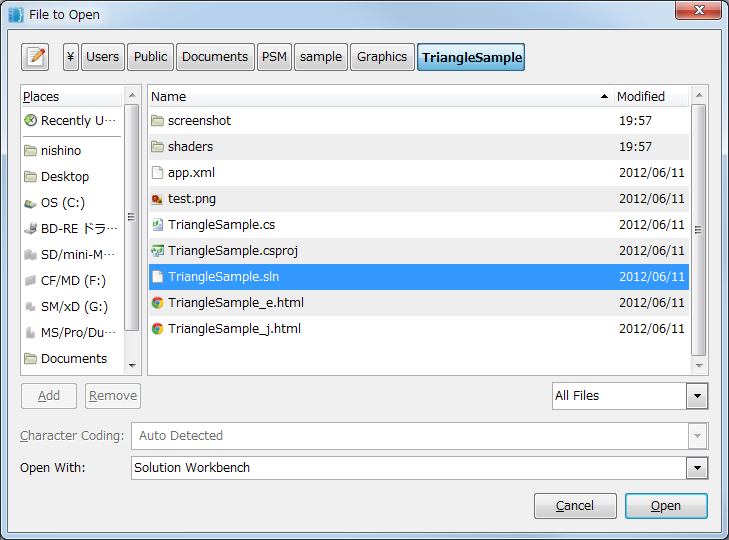 File to Open
¥ Users Public Documents PSM sample Graphics TriangleSample
Places
Recently U···
nishino
Desktop
OS (C:)
BD-RE ドラ···
SD/mini-M···
CF/MD (F:)
SM/xD (G:)
MS/Pro/Du···
Documents
Name Modified
screenshot 19:57
shaders 19:57
app.xml 2012/06/11
test.png 2012/06/11
TriangleSample.cs 2012/06/11
TriangleSample.csproj 2012/06/11
TriangleSample.sln 2012/06/11
TriangleSample_e.html 2012/06/11
TriangleSample_j.html 2012/06/11
Add Remove All Files
Character Coding: Auto Detected
Open With: Solution Workbench
Cancel Open